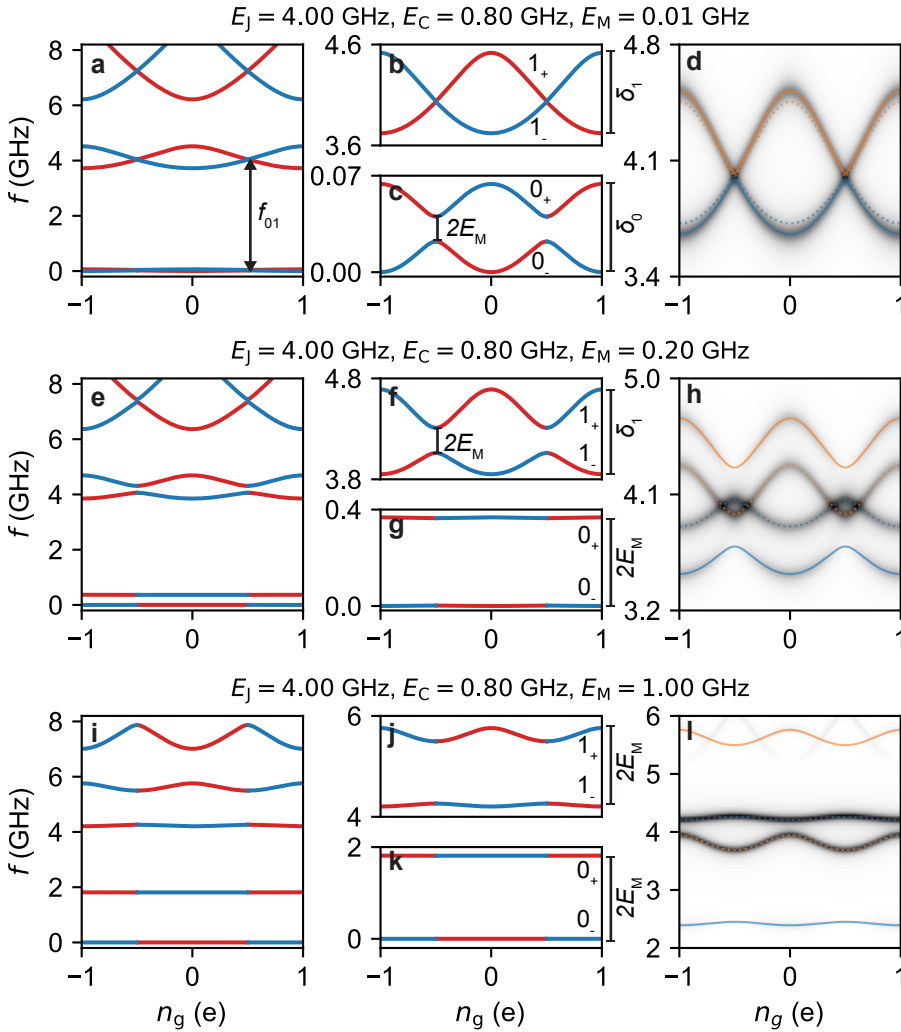 E_J = 4.00 GHz, E_C = 0.80 GHz, E_M = 0.01 GHz
a
f (GHz)
8
6
4
2
0
f_01
−1 0 1
b
4.6
3.6
1_+
1_-
δ_1
c
0.07
0.00
0_+
2E_M
0_-
δ_0
−1 0 1
d
4.8
4.1
3.4
−1 0 1
E_J = 4.00 GHz, E_C = 0.80 GHz, E_M = 0.20 GHz
e
f (GHz)
8
6
4
2
0
−1 0 1
f
4.8
3.8
1_+
2E_M
1_-
δ_1
g
0.4
0.0
0_+
0_-
2E_M
−1 0 1
h
5.0
4.1
3.2
−1 0 1
E_J = 4.00 GHz, E_C = 0.80 GHz, E_M = 1.00 GHz
i
f (GHz)
8
6
4
2
0
−1 0 1
n_g (e)
j
6
4
1_+
1_-
2E_M
k
2
0
0_+
0_-
2E_M
−1 0 1
n_g (e)
l
6
5
4
3
2
−1 0 1
n_g (e)